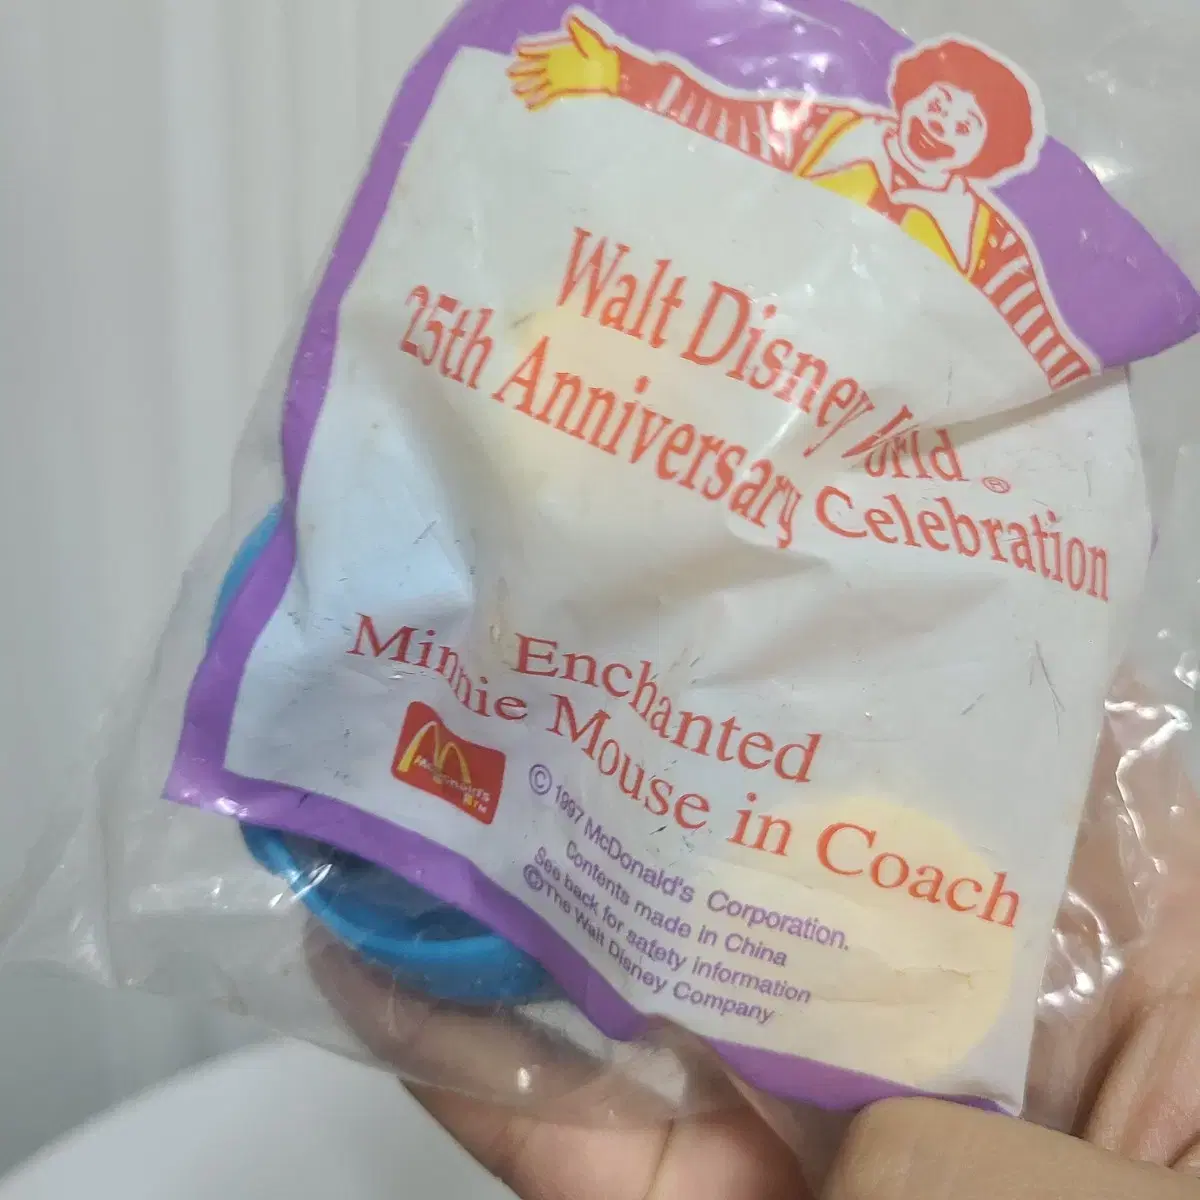 Walt Disney World ®
25th Anniversary Celebration
Enchanted
Minnie Mouse in Coach
McDonald's
© 1997 McDonald's Corporation.
Contents made in China
See back for safety information
© The Walt Disney Company